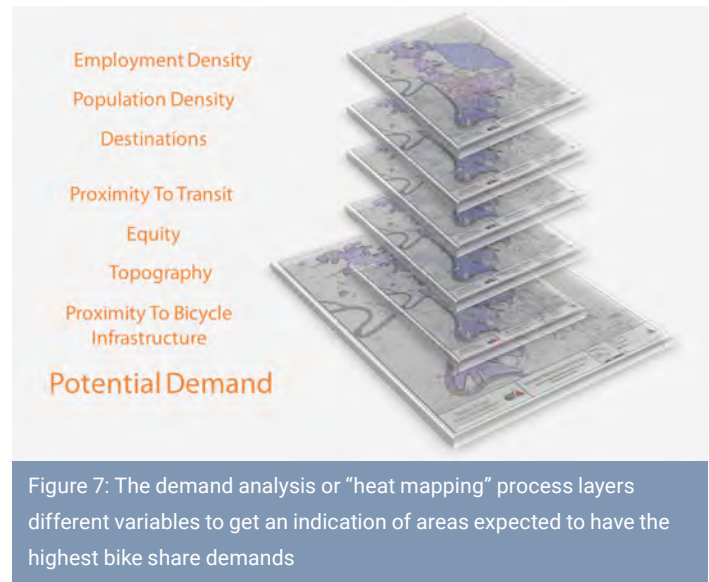 Employment Density
Population Density
Destinations
Proximity To Transit
Equity
Topography
Proximity To Bicycle
Infrastructure
Potential Demand
Figure 7: The demand analysis or “heat mapping” process layers
different variables to get an indication of areas expected to have the
highest bike share demands